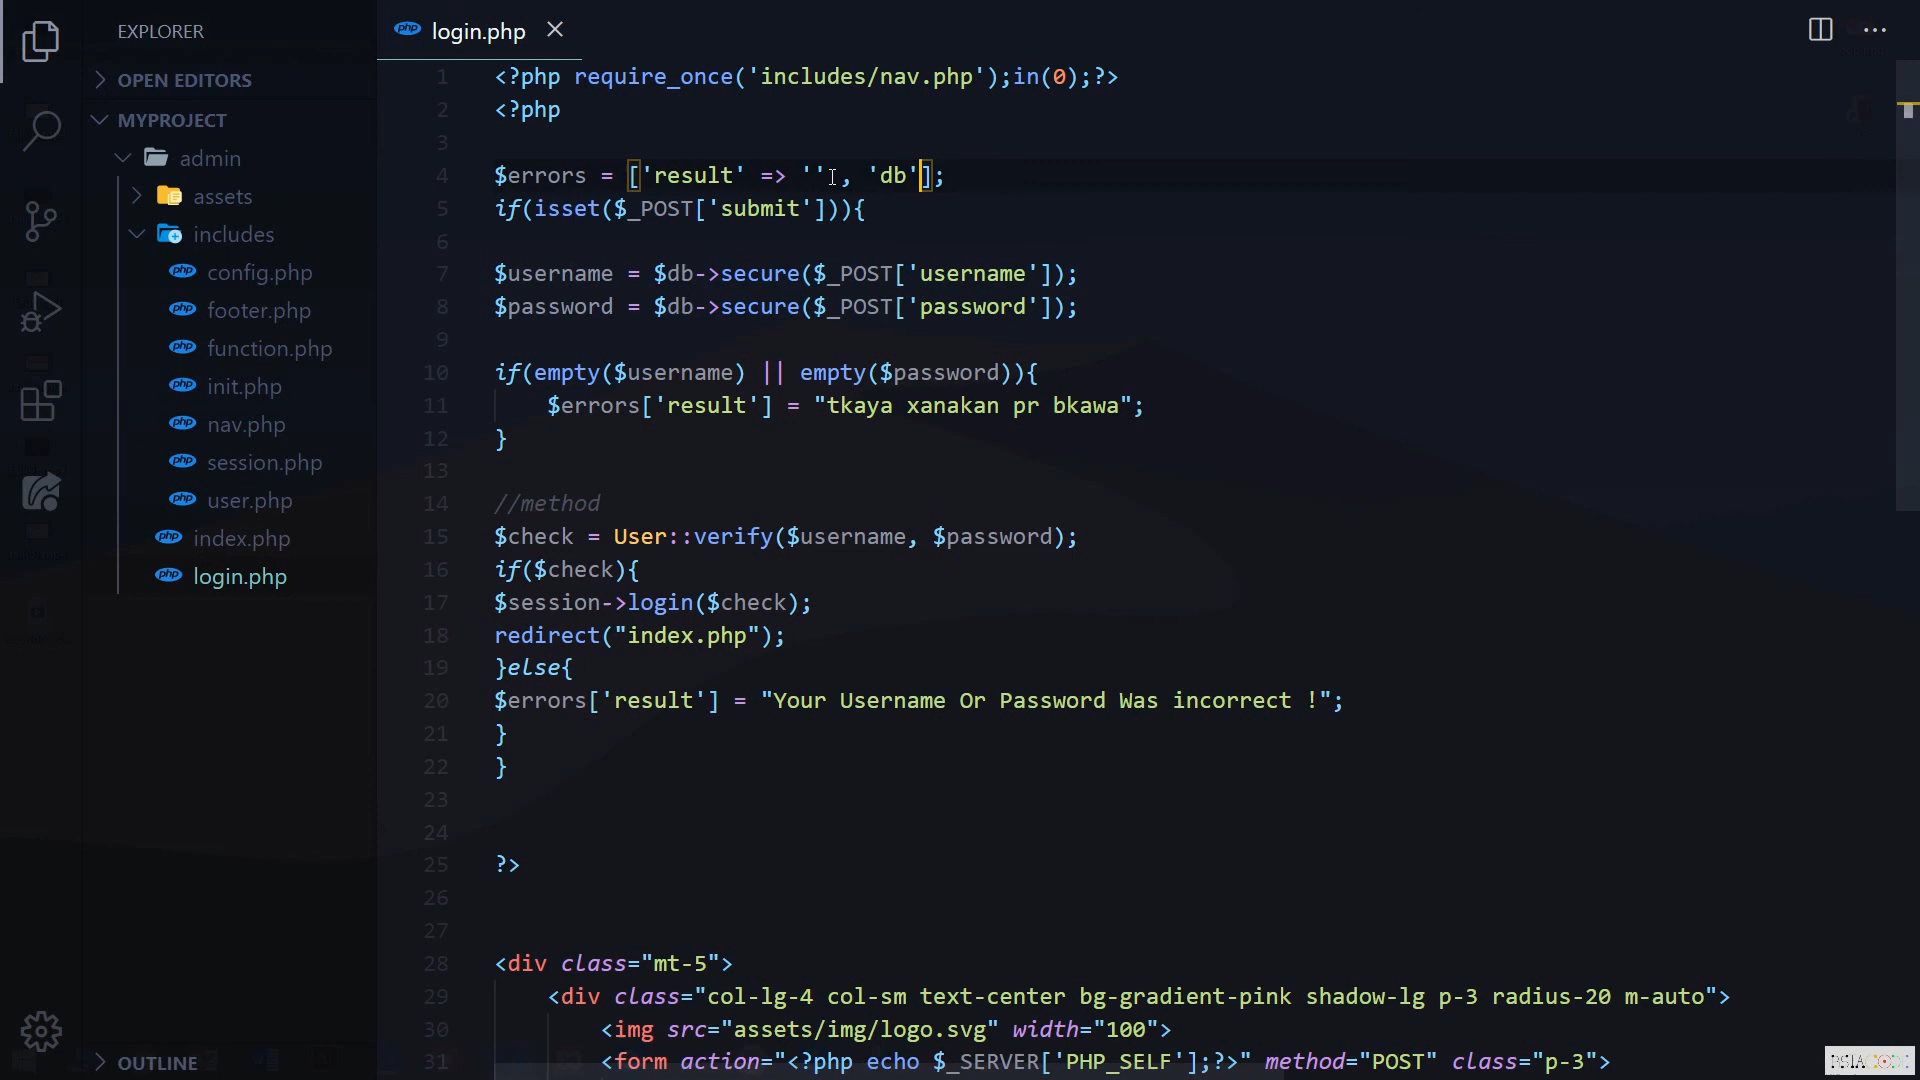 EXPLORER
OPEN EDITORS
MYPROJECT
admin
assets
includes
config.php
footer.php
function.php
init.php
nav.php
session.php
user.php
index.php
login.php
OUTLINE
php login.php
1 <?php require_once('includes/nav.php');in(0);?>
2 <?php
3
4 $errors = ['result' => '', 'db'];
5 if(isset($_POST['submit'])){
6
7 $username = $db->secure($_POST['username']);
8 $password = $db->secure($_POST['password']);
9
10 if(empty($username) || empty($password)){
11 $errors['result'] = "tkaya xanakan pr bkawa";
12 }
13
14 //method
15 $check = User::verify($username, $password);
16 if($check){
17 $session->login($check);
18 redirect("index.php");
19 }else{
20 $errors['result'] = "Your Username Or Password Was incorrect !";
21 }
22 }
23
24
25 ?>
26
27
28 <div class="mt-5">
29 <div class="col-lg-4 col-sm text-center bg-gradient-pink shadow-lg p-3 radius-20 m-auto">
30 <img src="assets/img/logo.svg" width="100">
31 <form action="<?php echo $_SERVER['PHP_SELF'];?>" method="POST" class="p-3">